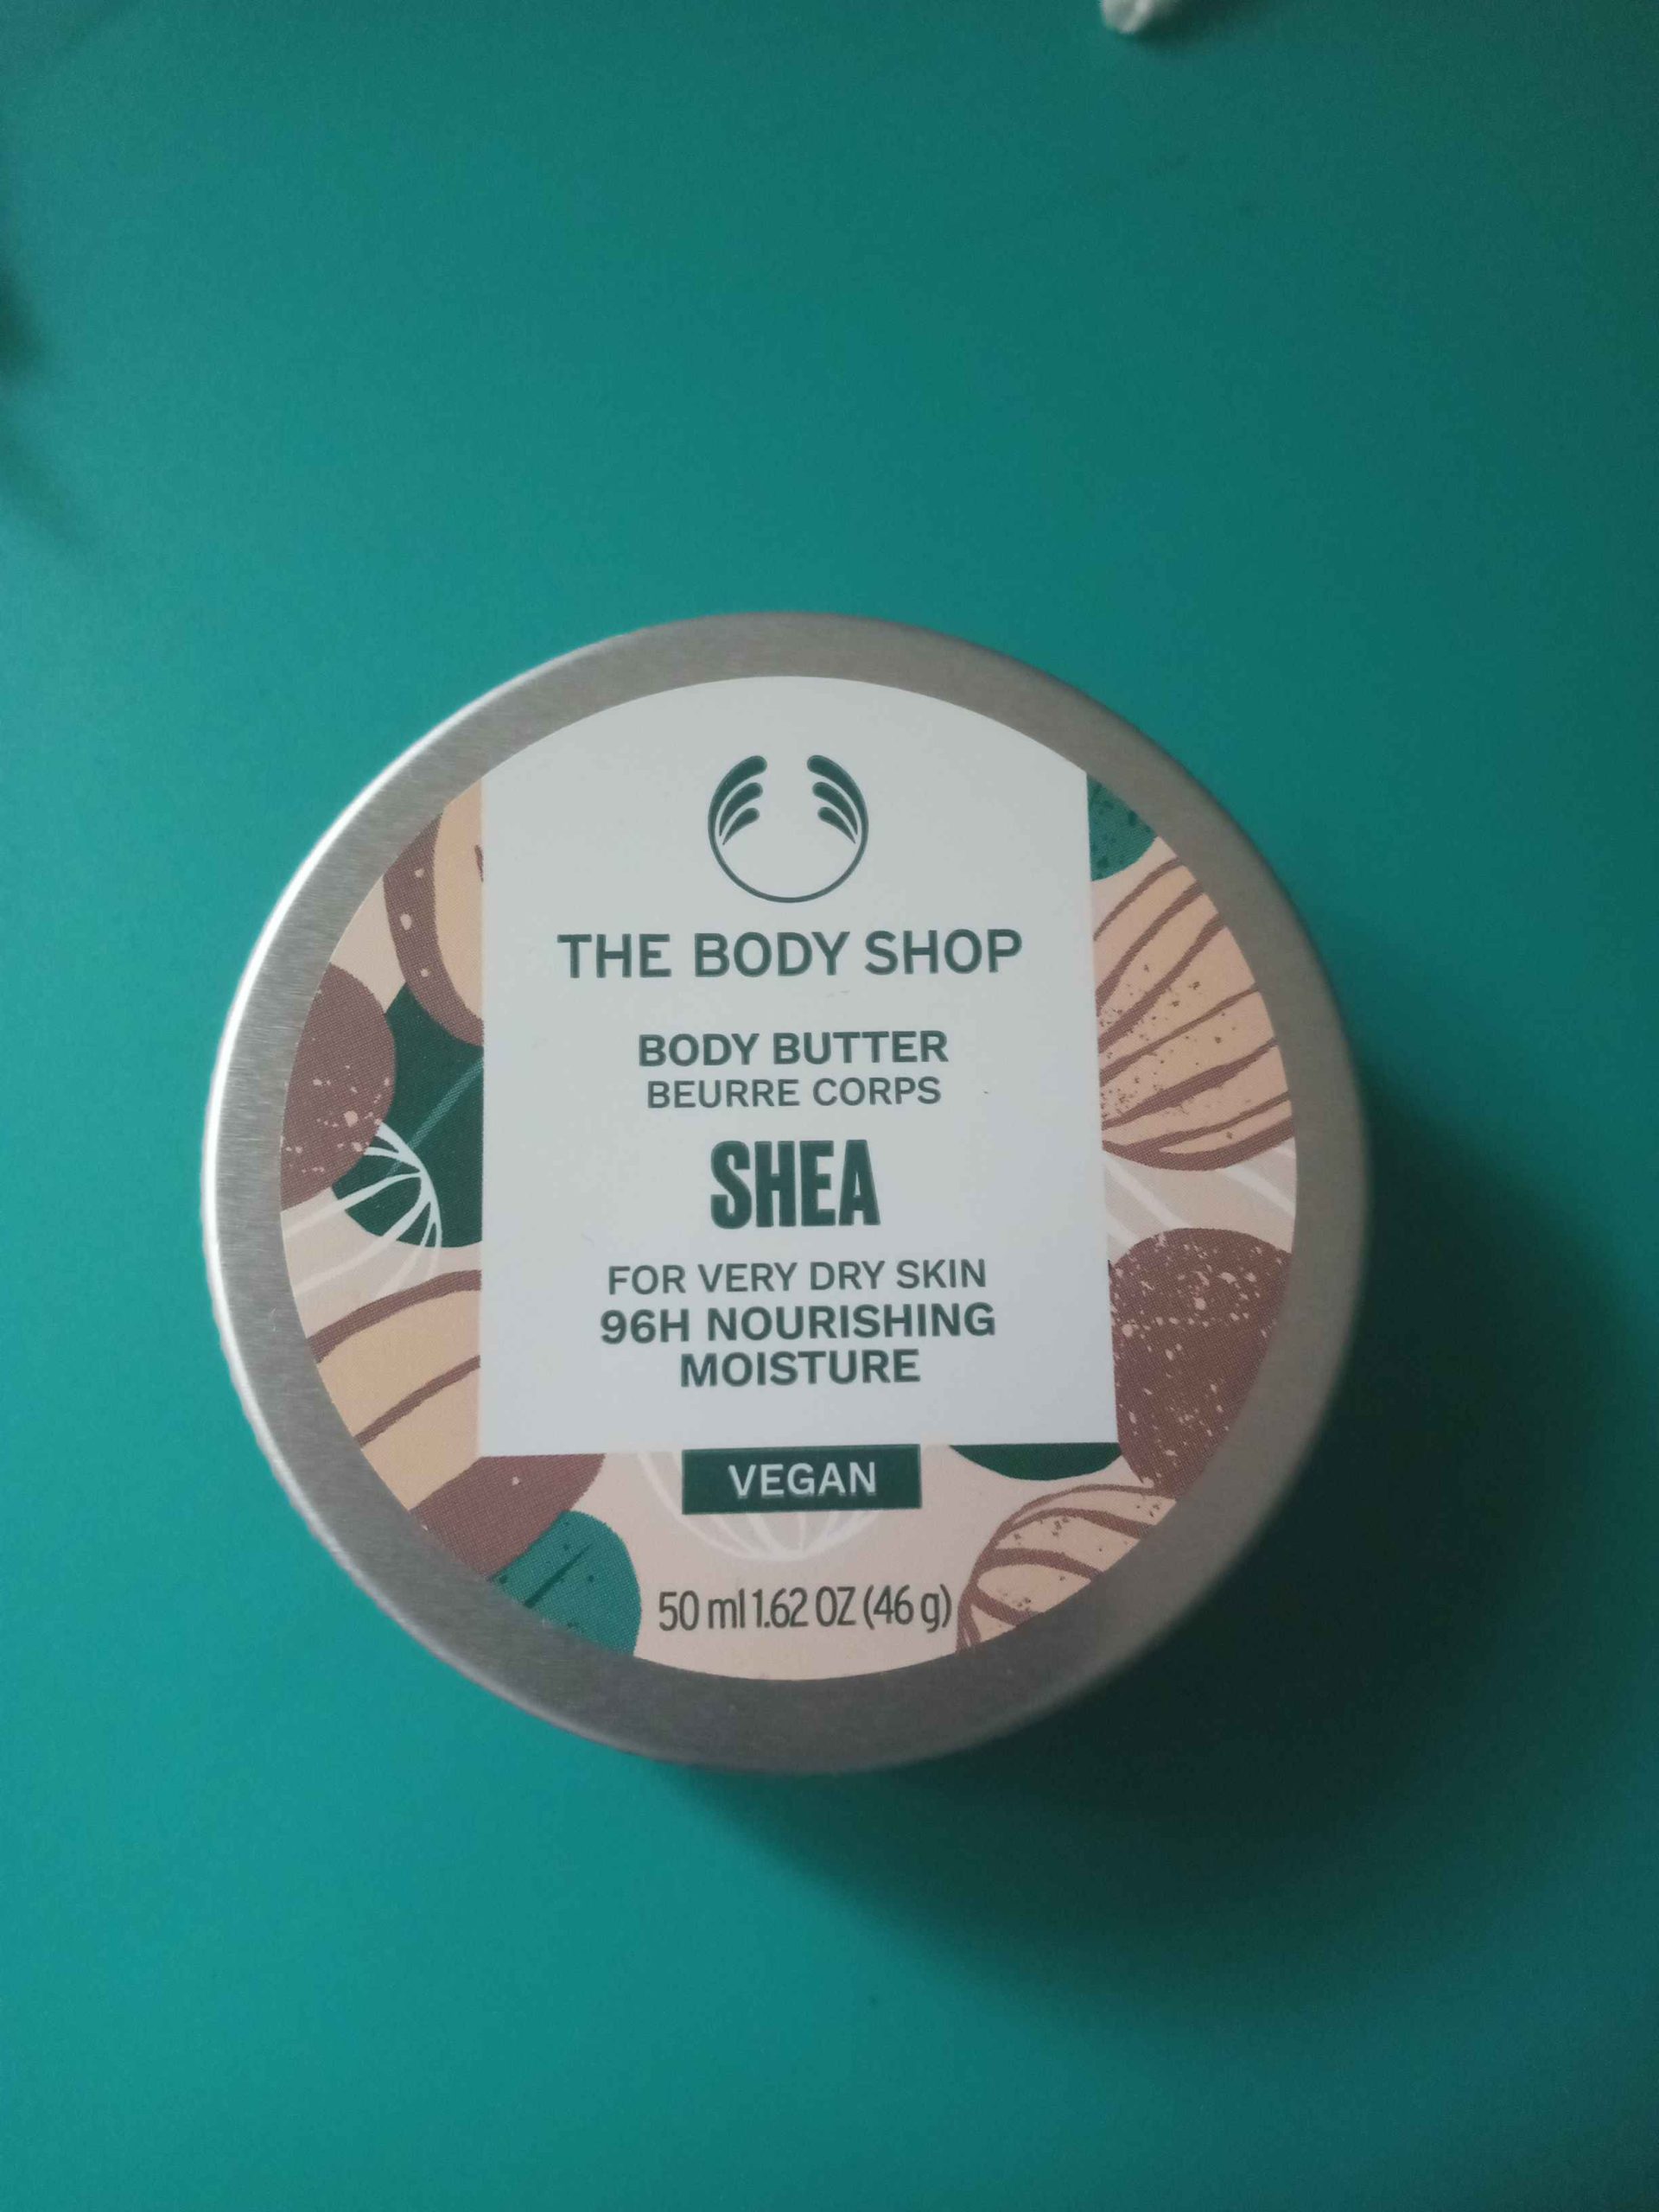 THE BODY SHOP
BODY BUTTER
BEURRE CORPS
SHEA
FOR VERY DRY SKIN
96H NOURISHING
MOISTURE
VEGAN
50 ml 1.62 OZ (46 g)